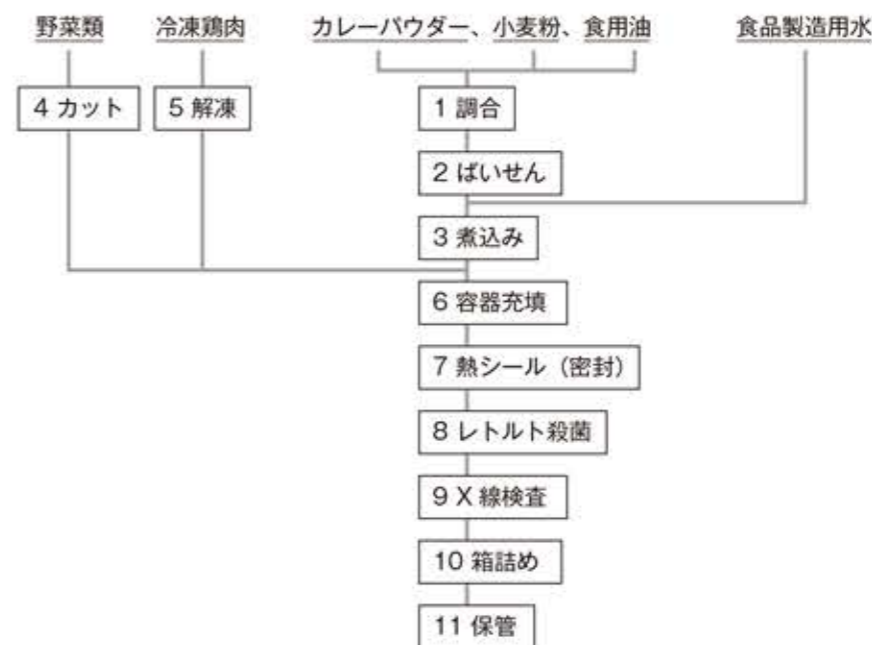 野菜類 冷凍鶏肉 カレーパウダー、小麦粉、食用油 食品製造用水
4 カット 5 解凍 1 調合
2 ばいせん
3 煮込み
6 容器充填
7 熱シール（密封）
8 レトルト殺菌
9 X 線検査
10 箱詰め
11 保管